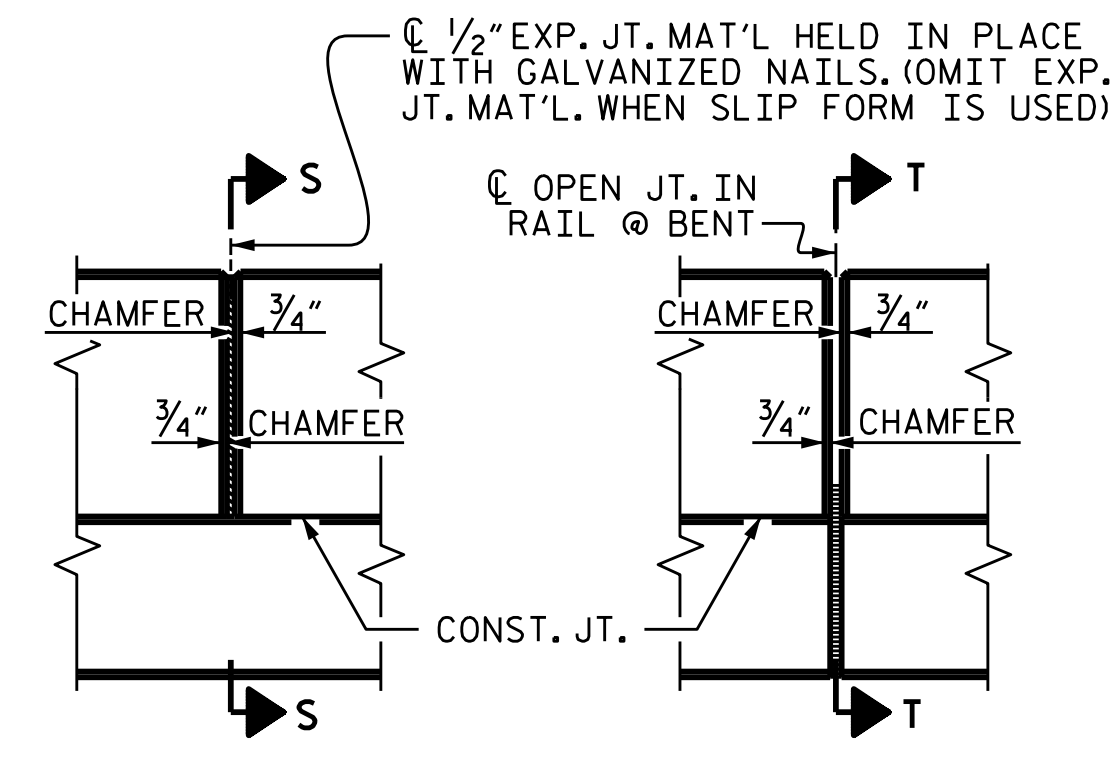 ℄ 1/2" EXP. JT. MAT'L HELD IN PLACE
WITH GALVANIZED NAILS. (OMIT EXP.
JT. MAT'L. WHEN SLIP FORM IS USED)
S
℄ OPEN JT. IN
RAIL @ BENT
T
CHAMFER
3/4"
CHAMFER
3/4"
3/4"
CHAMFER
3/4"
CHAMFER
CONST. JT.
S
T